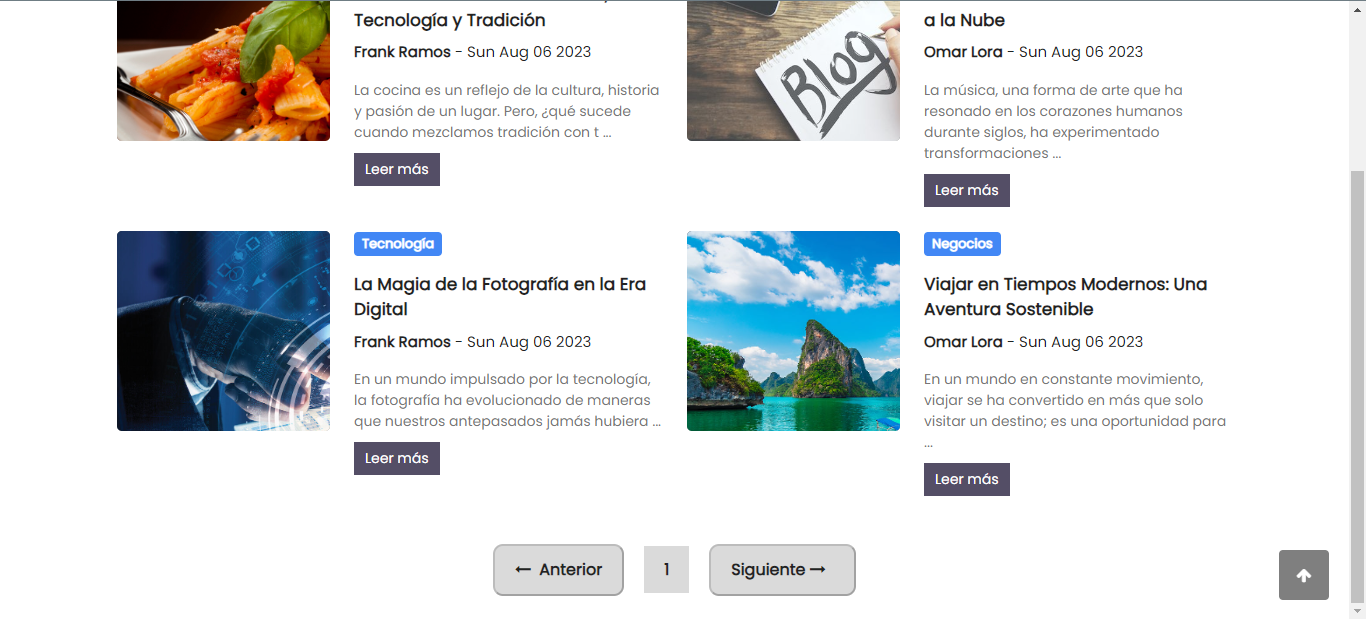 Tecnología y Tradición
Frank Ramos - Sun Aug 06 2023
La cocina es un reflejo de la cultura, historia
y pasión de un lugar. Pero, ¿qué sucede
cuando mezclamos tradición con t ...
Leer más
Blog
a la Nube
Omar Lora - Sun Aug 06 2023
La música, una forma de arte que ha
resonado en los corazones humanos
durante siglos, ha experimentado
transformaciones ...
Leer más
Tecnología
La Magia de la Fotografía en la Era
Digital
Frank Ramos - Sun Aug 06 2023
En un mundo impulsado por la tecnología,
la fotografía ha evolucionado de maneras
que nuestros antepasados jamás hubiera ...
Leer más
Negocios
Viajar en Tiempos Modernos: Una
Aventura Sostenible
Omar Lora - Sun Aug 06 2023
En un mundo en constante movimiento,
viajar se ha convertido en más que solo
visitar un destino; es una oportunidad para
...
Leer más
← Anterior
1
Siguiente →